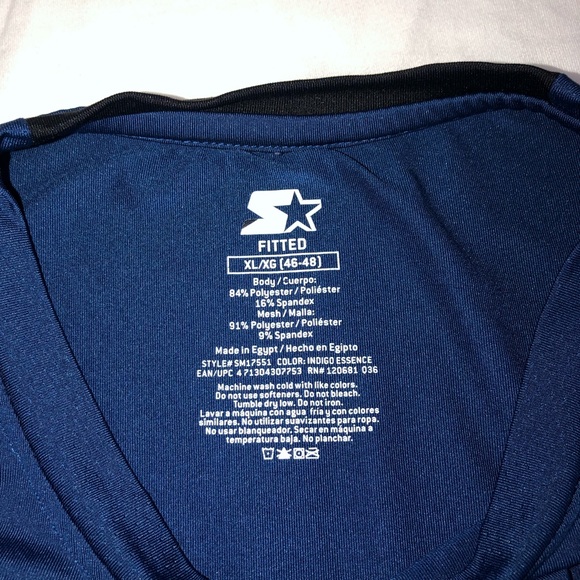 FITTED
XL/XG (46-48)
Body / Cuerpo:
84% Polyester / Poliéster
16% Spandex
Mesh / Malla:
91% Polyester / Poliéster
9% Spandex
Made in Egypt / Hecho en Egipto
STYLE# SM17551 COLOR: INDIGO ESSENCE
EAN/UPC 4 71304307753 RN# 120681 036
Machine wash cold with like colors.
Do not use softeners. Do not bleach.
Tumble dry low. Do not iron.
Lavar a máquina con agua fría y con colores
similares. No utilizar suavizantes para ropa.
No usar blanqueador. Secar en máquina a
temperatura baja. No planchar.